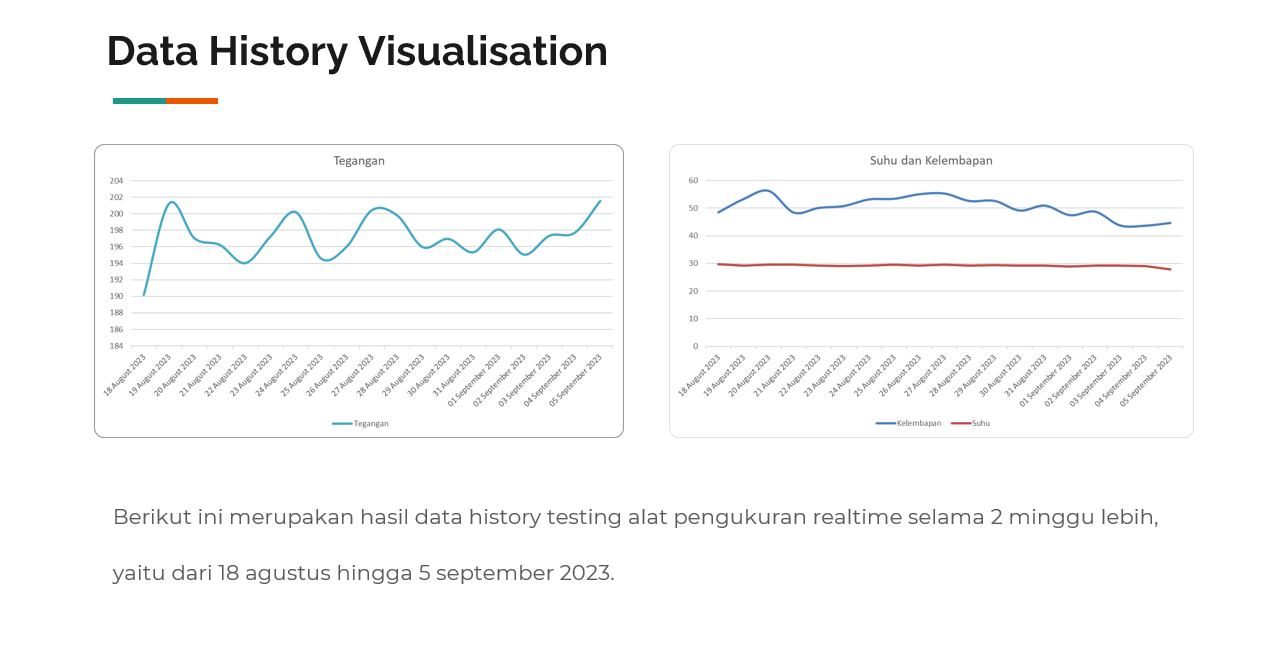 Data History Visualisation
Tegangan
204
202
200
198
196
194
192
190
188
186
184
18 August 2023
19 August 2023
20 August 2023
21 August 2023
22 August 2023
23 August 2023
24 August 2023
25 August 2023
26 August 2023
27 August 2023
28 August 2023
29 August 2023
30 August 2023
31 August 2023
01 September 2023
02 September 2023
03 September 2023
04 September 2023
05 September 2023
Tegangan
Suhu dan Kelembapan
60
50
40
30
20
10
0
18 August 2023
19 August 2023
20 August 2023
21 August 2023
22 August 2023
23 August 2023
24 August 2023
25 August 2023
26 August 2023
27 August 2023
28 August 2023
29 August 2023
30 August 2023
31 August 2023
01 September 2023
02 September 2023
03 September 2023
04 September 2023
05 September 2023
Kelembapan Suhu
Berikut ini merupakan hasil data history testing alat pengukuran realtime selama 2 minggu lebih,
yaitu dari 18 agustus hingga 5 september 2023.